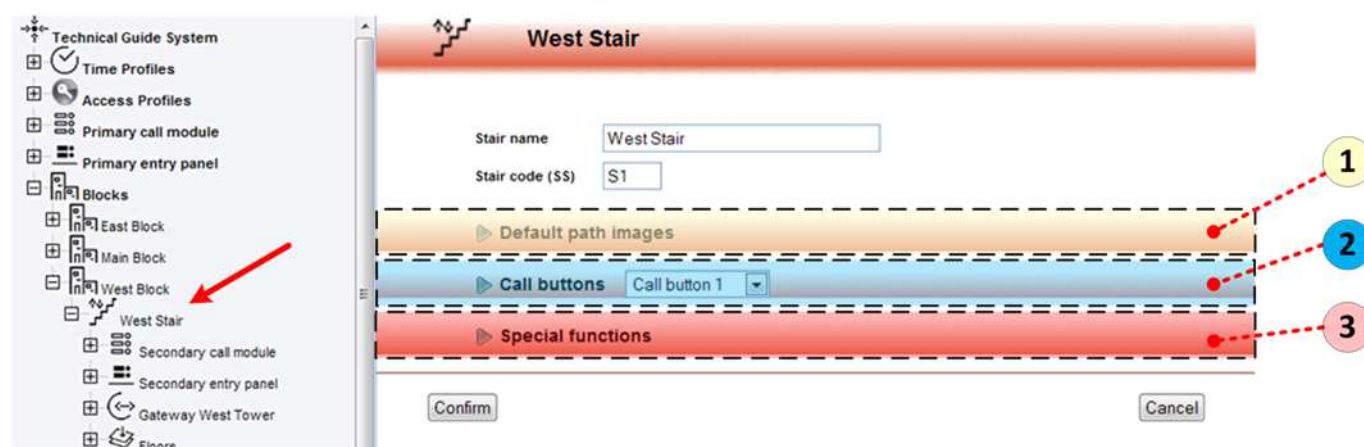 Technical Guide System
Time Profiles
Access Profiles
Primary call module
Primary entry panel
Blocks
East Block
Main Block
West Block
West Stair
Secondary call module
Secondary entry panel
Gateway West Tower
Floors
West Stair
Stair name West Stair
Stair code (SS) S1
Default path images
Call buttons Call button 1
Special functions
Confirm Cancel
1
2
3